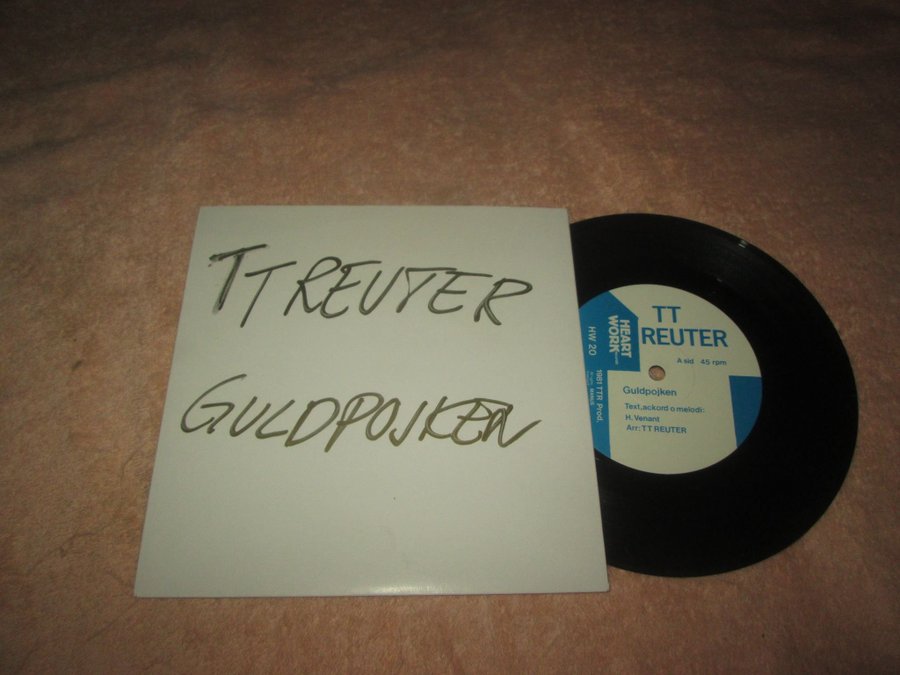 TT REUTER
GULDPOJKEN
HEART
WORK
HW 20
1981 TTR Prod.
TT
REUTER
A sid 45 rpm
Guldpojken
Text, ackord o melodi:
H. Venant
Arr: TT REUTER